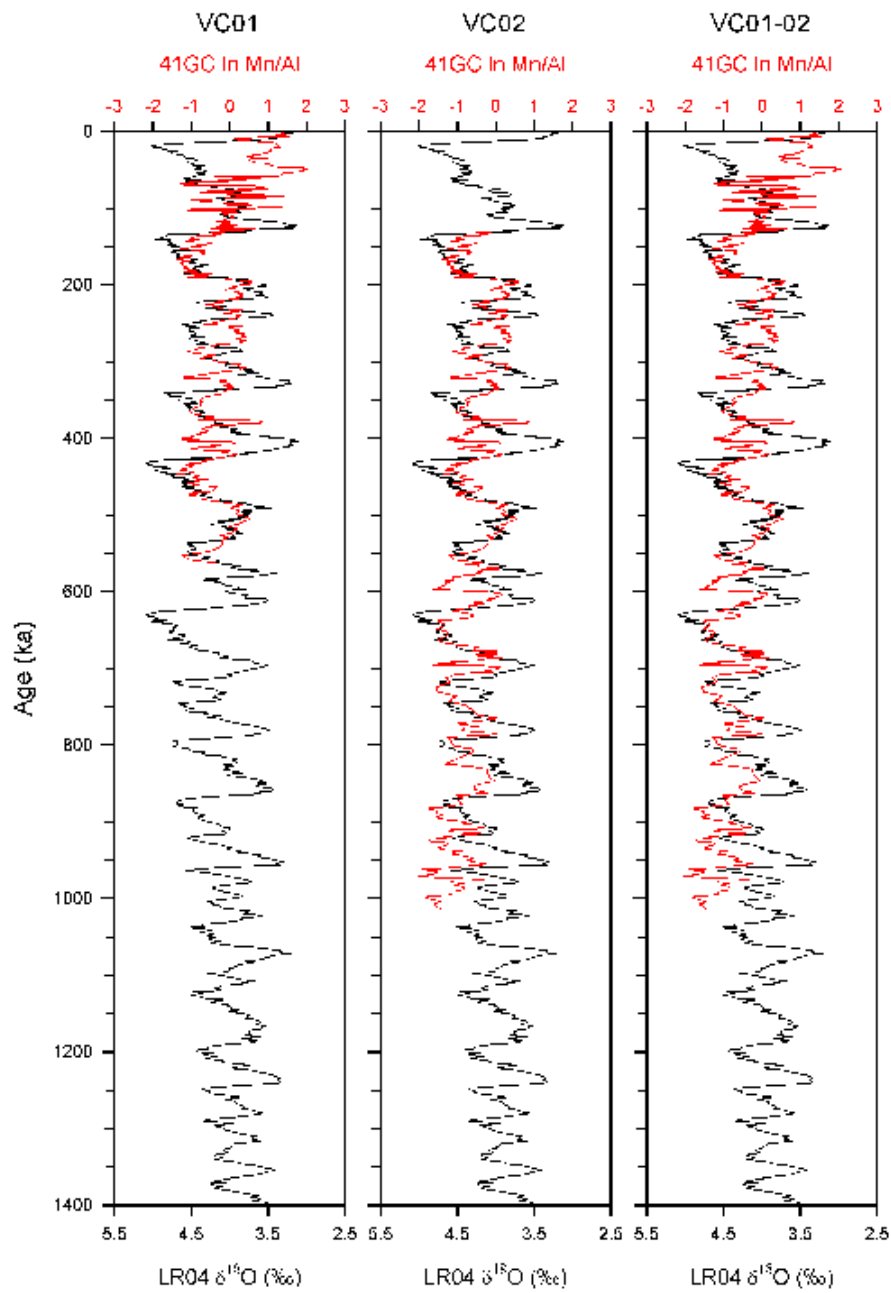 VC01 VC02 VC01-02
41GC ln Mn/Al 41GC ln Mn/Al 41GC ln Mn/Al
-3 -2 -1 0 1 2 3 -3 -2 -1 0 1 2 3 -3 -2 -1 0 1 2 3
0
200
400
600
Age (ka)
800
1000
1200
1400
5.5 4.5 3.5 2.5 5.5 4.5 3.5 2.5 5.5 4.5 3.5 2.5
LR04 δ¹⁸O (‰) LR04 δ¹⁸O (‰) LR04 δ¹⁸O (‰)